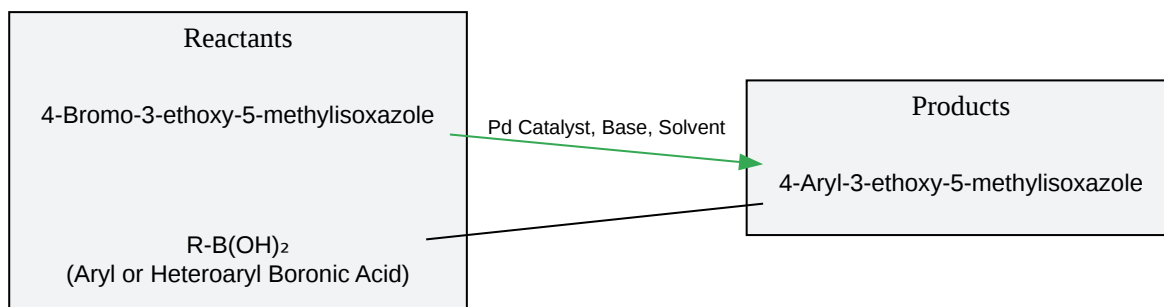 Reactants
4-Bromo-3-ethoxy-5-methylisoxazole
R-B(OH)₂
(Aryl or Heteroaryl Boronic Acid)
Pd Catalyst, Base, Solvent
Products
4-Aryl-3-ethoxy-5-methylisoxazole